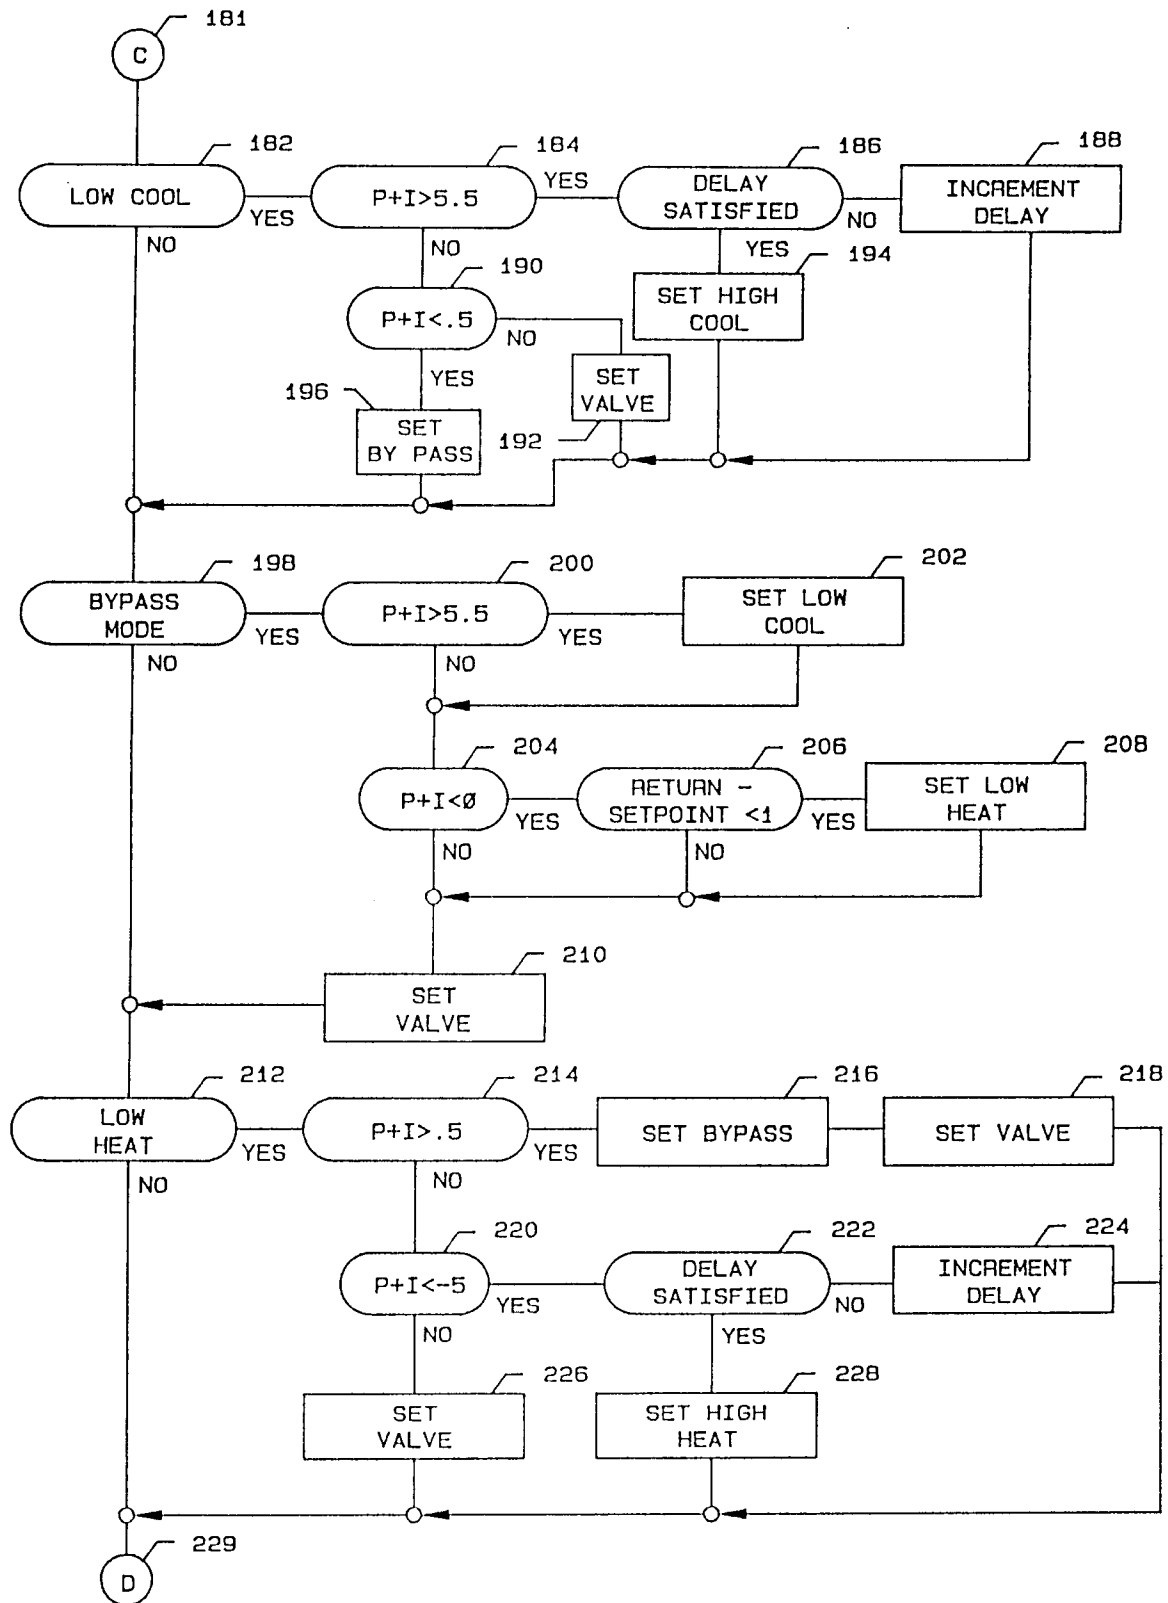 181
C
182
184
186
188
LOW COOL
YES
P+I>5.5
YES
DELAY
SATISFIED
NO
INCREMENT
DELAY
NO
NO
YES
190
194
P+I<.5
NO
SET HIGH
COOL
YES
196
SET
BY PASS
SET
VALVE
192
198
200
202
BYPASS
MODE
YES
P+I>5.5
YES
SET LOW
COOL
NO
NO
204
206
208
P+I<Ø
YES
RETURN -
SETPOINT <1
YES
SET LOW
HEAT
NO
NO
210
SET
VALVE
212
214
216
218
LOW
HEAT
YES
P+I>.5
YES
SET BYPASS
SET VALVE
NO
NO
220
222
224
P+I<-5
YES
DELAY
SATISFIED
NO
INCREMENT
DELAY
NO
YES
226
228
SET
VALVE
SET HIGH
HEAT
229
D